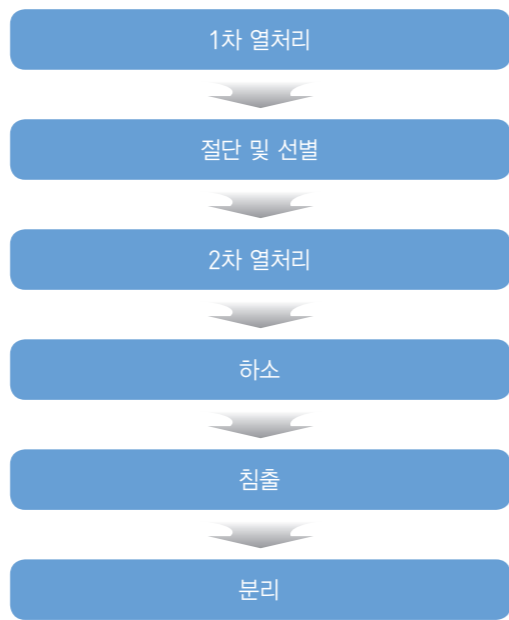 1차 열처리
절단 및 선별
2차 열처리
하소
침출
분리